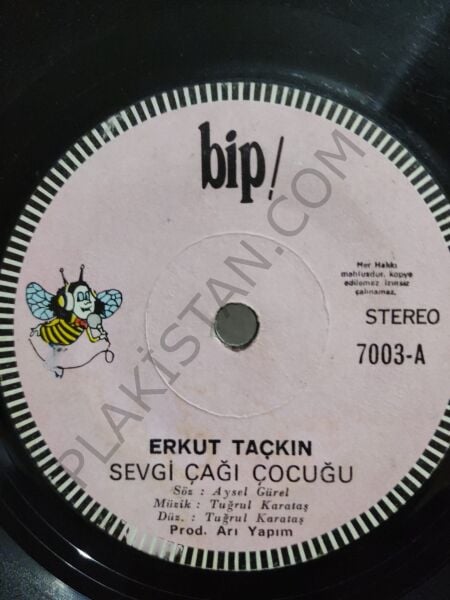 bip!
Her Hakkı
mahfuzdur, kopye
edilemez izinsiz
çalınamaz.
STEREO
7003-A
ERKUT TAÇKIN
SEVGİ ÇAĞI ÇOCUĞU
Söz : Aysel Gürel
Müzik : Tuğrul Karataş
Düz. : Tuğrul Karataş
Prod. Arı Yapım
PLAKİSTAN.COM